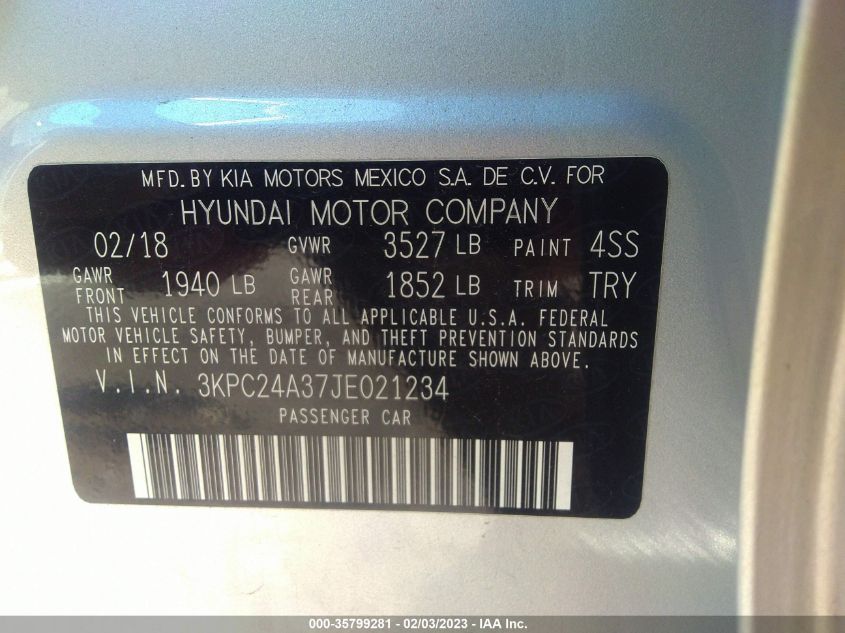 MFD. BY KIA MOTORS MEXICO S.A. DE C.V. FOR
HYUNDAI MOTOR COMPANY
02/18 GVWR 3527 LB PAINT 4SS
GAWR FRONT 1940 LB GAWR REAR 1852 LB TRIM TRY
THIS VEHICLE CONFORMS TO ALL APPLICABLE U.S.A. FEDERAL
MOTOR VEHICLE SAFETY, BUMPER, AND THEFT PREVENTION STANDARDS
IN EFFECT ON THE DATE OF MANUFACTURE SHOWN ABOVE.
V.I.N. 3KPC24A37JE021234
PASSENGER CAR
000-35799281 - 02/03/2023 - IAA Inc.